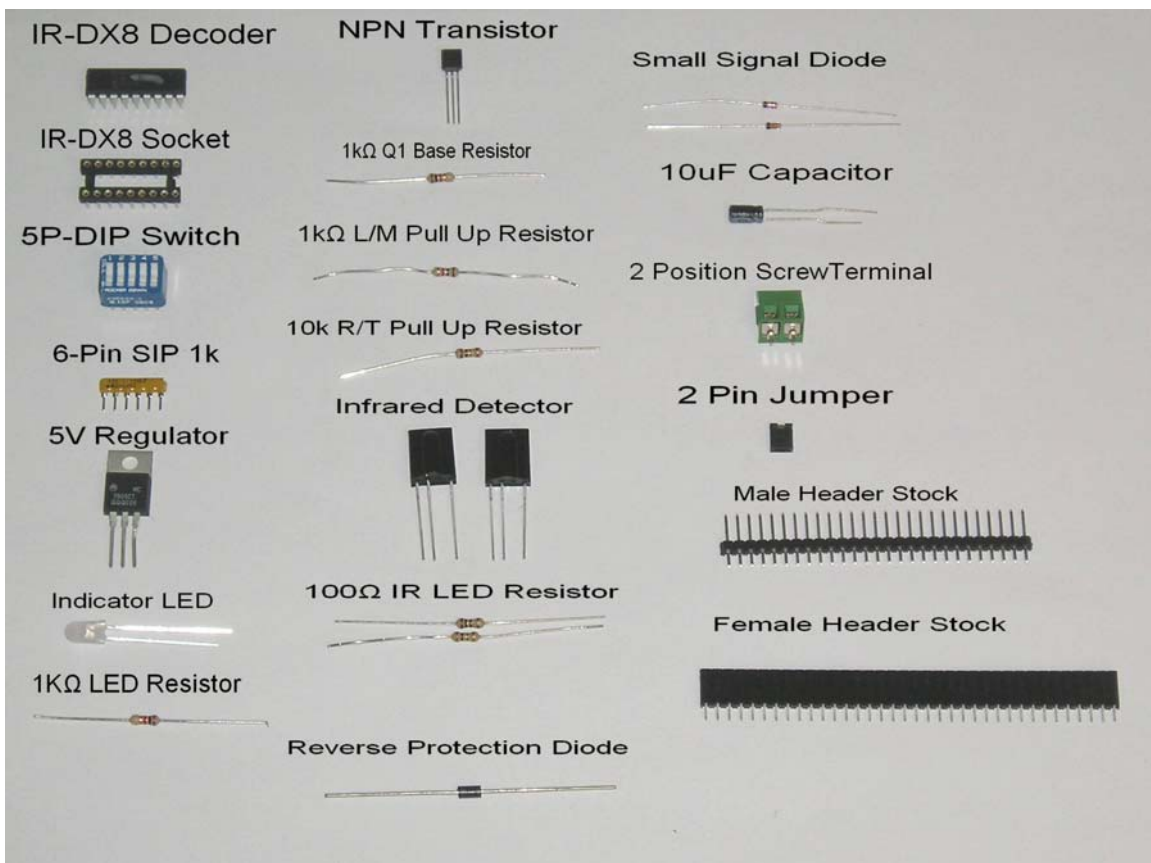 IR-DX8 Decoder
IR-DX8 Socket
5P-DIP Switch
6-Pin SIP 1k
5V Regulator
Indicator LED
1KΩ LED Resistor
NPN Transistor
1kΩ Q1 Base Resistor
1kΩ L/M Pull Up Resistor
10k R/T Pull Up Resistor
Infrared Detector
100Ω IR LED Resistor
Reverse Protection Diode
Small Signal Diode
10uF Capacitor
2 Position ScrewTerminal
2 Pin Jumper
Male Header Stock
Female Header Stock